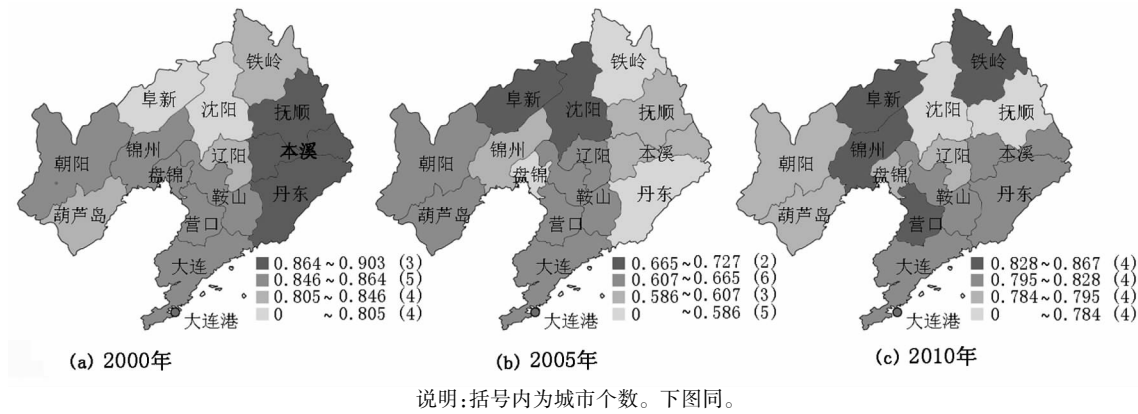 铁岭
阜新
沈阳
抚顺
朝阳
锦州
辽阳
本溪
盘锦
鞍山
丹东
葫芦岛
营口
大连
0.864~0.903 (3)
0.846~0.864 (5)
0.805~0.846 (4)
0 ~0.805 (4)
大连港
(a) 2000年
铁岭
阜新
沈阳
抚顺
朝阳
锦州
辽阳
本溪
盘锦
鞍山
丹东
葫芦岛
营口
大连
0.665~0.727 (2)
0.607~0.665 (6)
0.586~0.607 (3)
0 ~0.586 (5)
大连港
(b) 2005年
铁岭
阜新
沈阳
抚顺
朝阳
锦州
辽阳
本溪
盘锦
鞍山
丹东
葫芦岛
营口
大连
0.828~0.867 (4)
0.795~0.828 (4)
0.784~0.795 (4)
0 ~0.784 (4)
大连港
(c) 2010年
说明:括号内为城市个数。下图同。